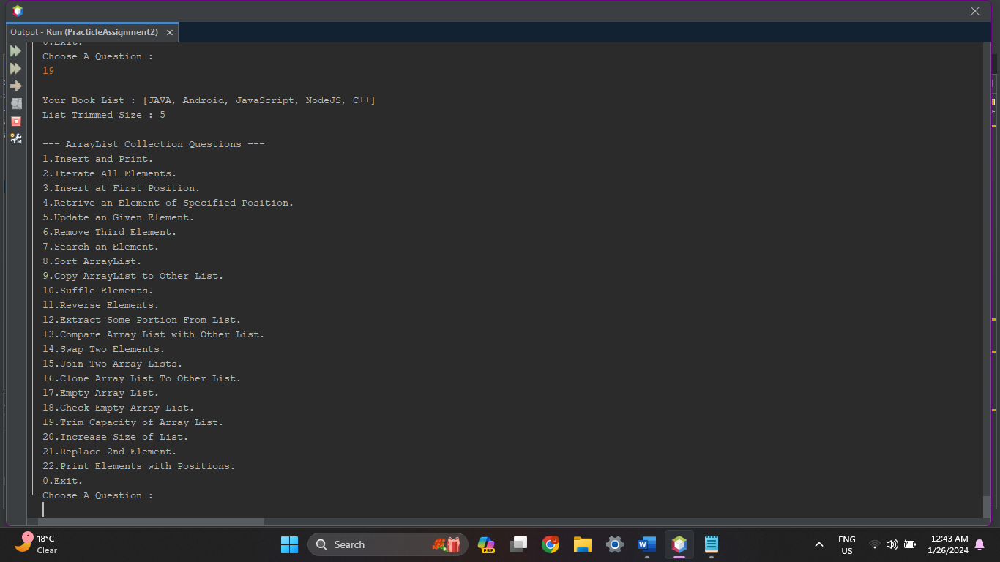 Output - Run (PracticleAssignment2)
0.Exit.
Choose A Question :
19
Your Book List : [JAVA, Android, JavaScript, NodeJS, C++]
List Trimmed Size : 5
--- ArrayList Collection Questions ---
1.Insert and Print.
2.Iterate All Elements.
3.Insert at First Position.
4.Retrive an Element of Specified Position.
5.Update an Given Element.
6.Remove Third Element.
7.Search an Element.
8.Sort ArrayList.
9.Copy ArrayList to Other List.
10.Suffle Elements.
11.Reverse Elements.
12.Extract Some Portion From List.
13.Compare Array List with Other List.
14.Swap Two Elements.
15.Join Two Array Lists.
16.Clone Array List To Other List.
17.Empty Array List.
18.Check Empty Array List.
19.Trim Capacity of Array List.
20.Increase Size of List.
21.Replace 2nd Element.
22.Print Elements with Positions.
0.Exit.
Choose A Question :
1
18°C
Clear
Search
PRE
ENG
US
12:43 AM
1/26/2024